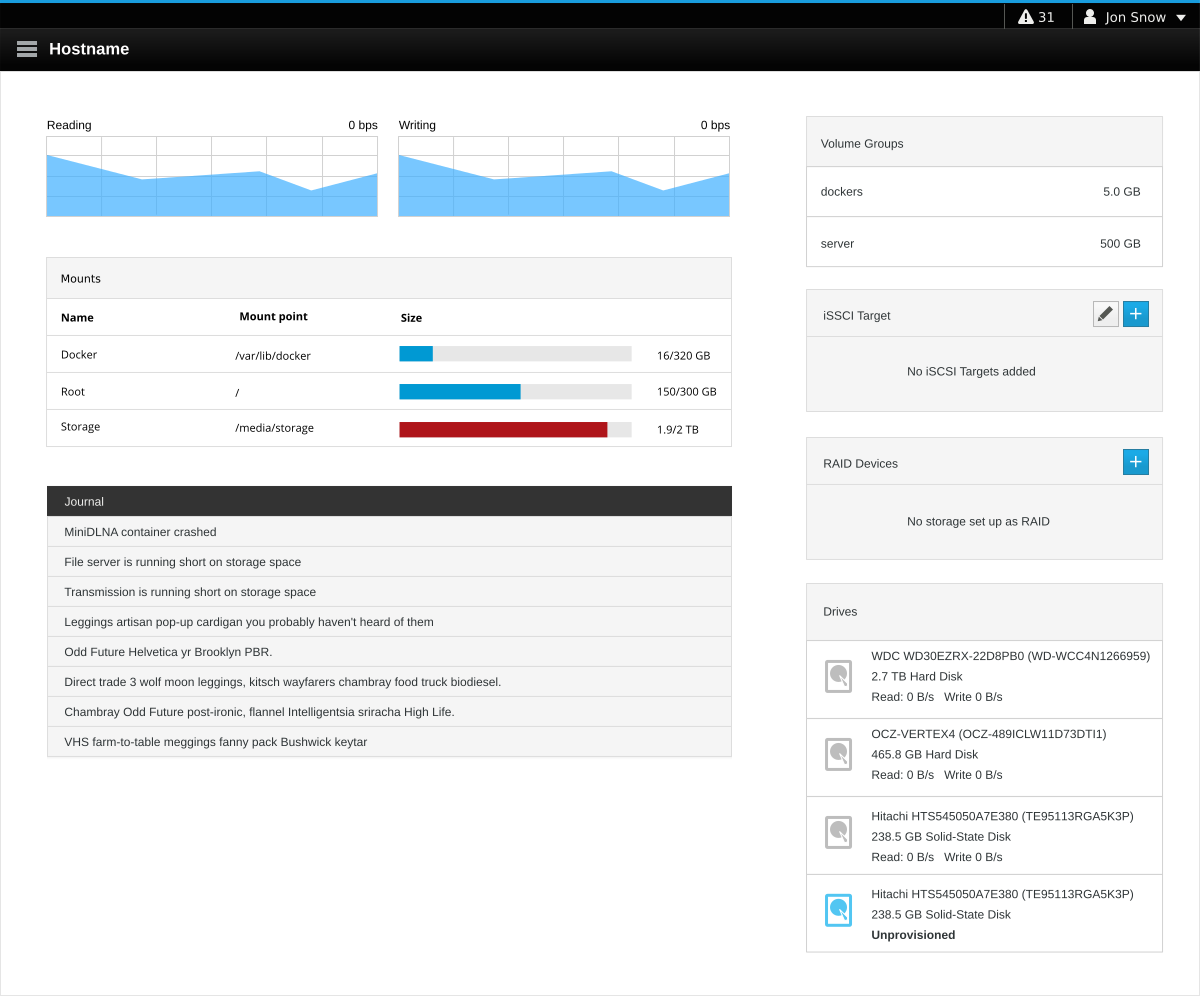 31
Jon Snow
Hostname
Reading 0 bps
Writing 0 bps
Mounts
Name Mount point Size
Docker /var/lib/docker 16/320 GB
Root / 150/300 GB
Storage /media/storage 1.9/2 TB
Journal
MiniDLNA container crashed
File server is running short on storage space
Transmission is running short on storage space
Leggings artisan pop-up cardigan you probably haven't heard of them
Odd Future Helvetica yr Brooklyn PBR.
Direct trade 3 wolf moon leggings, kitsch wayfarers chambray food truck biodiesel.
Chambray Odd Future post-ironic, flannel Intelligentsia sriracha High Life.
VHS farm-to-table meggings fanny pack Bushwick keytar
Volume Groups
dockers 5.0 GB
server 500 GB
iSSCI Target
No iSCSI Targets added
RAID Devices
No storage set up as RAID
Drives
WDC WD30EZRX-22D8PB0 (WD-WCC4N1266959)
2.7 TB Hard Disk
Read: 0 B/s Write 0 B/s
OCZ-VERTEX4 (OCZ-489ICLW11D73DTI1)
465.8 GB Hard Disk
Read: 0 B/s Write 0 B/s
Hitachi HTS545050A7E380 (TE95113RGA5K3P)
238.5 GB Solid-State Disk
Read: 0 B/s Write 0 B/s
Hitachi HTS545050A7E380 (TE95113RGA5K3P)
238.5 GB Solid-State Disk
Unprovisioned